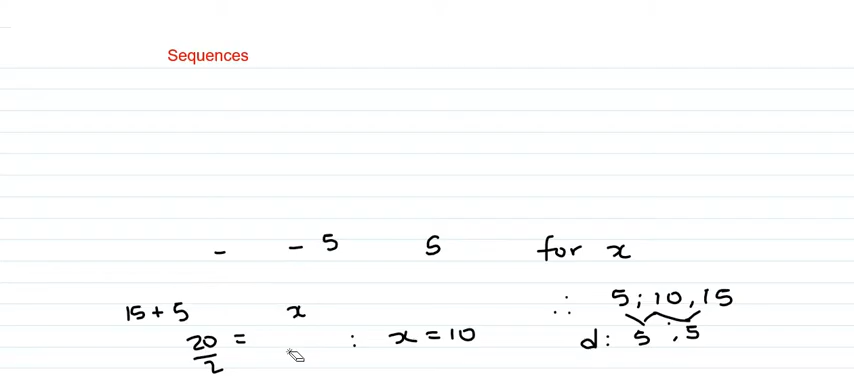 Sequences
- - 5 5 for x
15 + 5 x ∴ 5 ; 10 , 15
20/2 = : x = 10 d : 5 , 5